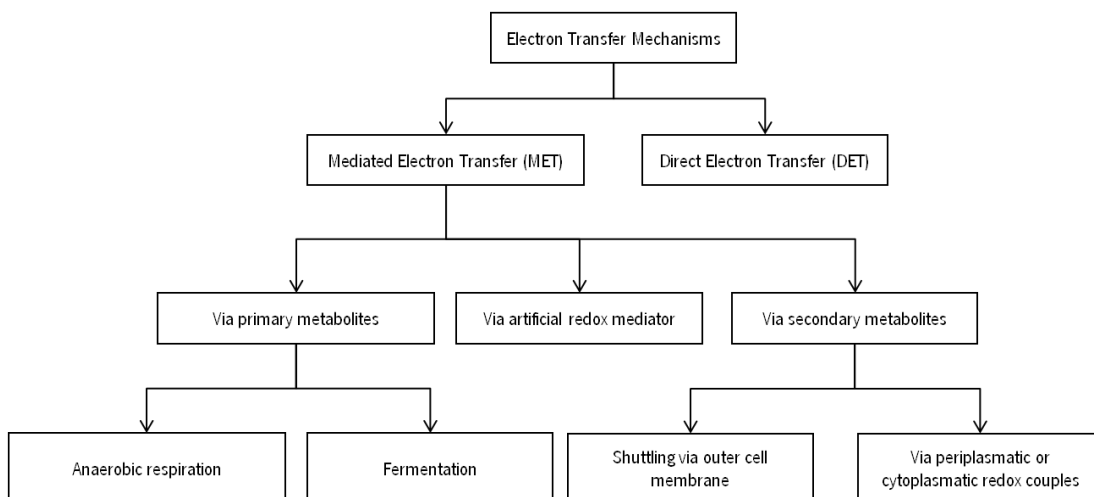 Electron Transfer Mechanisms
Mediated Electron Transfer (MET)
Direct Electron Transfer (DET)
Via primary metabolites
Via artificial redox mediator
Via secondary metabolites
Anaerobic respiration
Fermentation
Shuttling via outer cell
membrane
Via periplasmatic or
cytoplasmatic redox couples